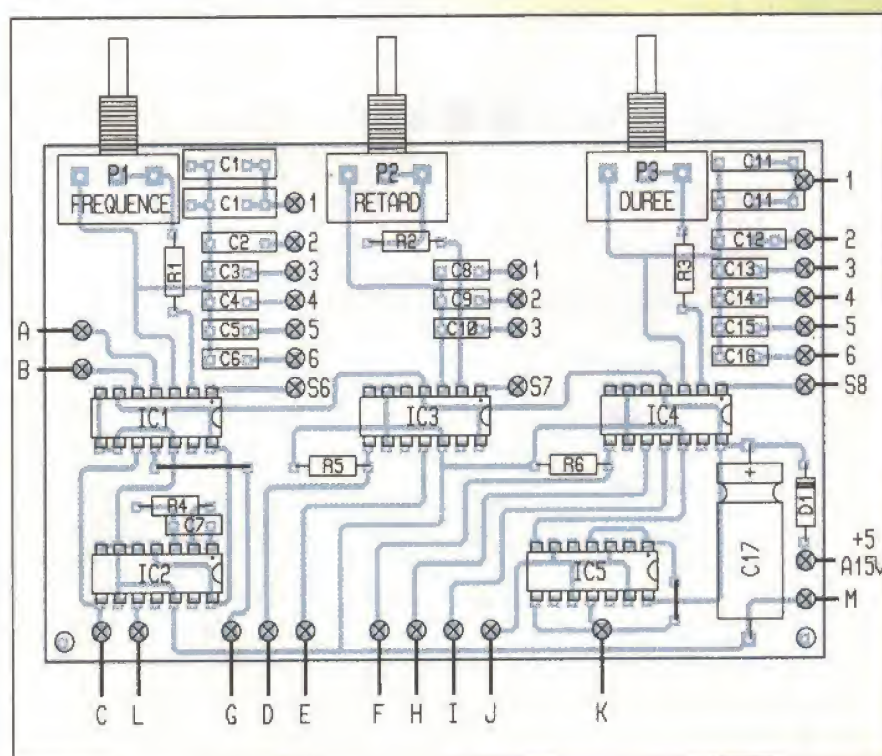 P1 FREQUENCE
P2 RETARD
P3 DUREE
C1
C1 1
C2 2
C3 3
C4 4
C5 5
C6 6
S6
R1
R2
C8 1
C9 2
C10 3
S7
R3
C11
C11 1
C12 2
C13 3
C14 4
C15 5
C16 6
S8
A
B
IC1
IC3
IC4
R5
R6
R4
C7
IC2
IC5
+
C17
D1
+5
A15V
M
C L G D E F H I J K